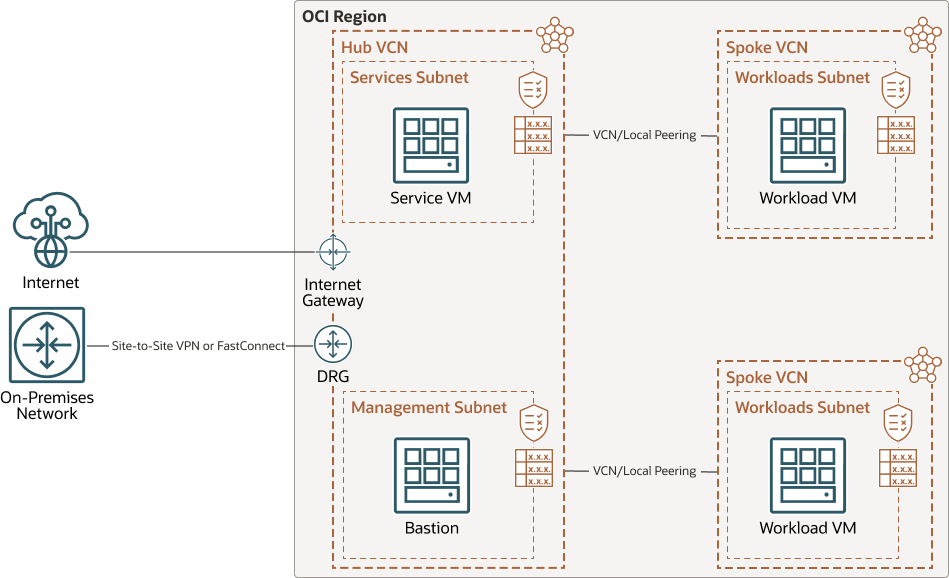 OCI Region
Hub VCN
Services Subnet
x.x.x.
x.x.x.
x.x.x.
Service VM
VCN/Local Peering
Spoke VCN
Workloads Subnet
x.x.x.
x.x.x.
x.x.x.
Workload VM
Internet
Internet
Gateway
On-Premises
Network
Site-to-Site VPN or FastConnect
DRG
Management Subnet
x.x.x.
x.x.x.
x.x.x.
Bastion
VCN/Local Peering
Spoke VCN
Workloads Subnet
x.x.x.
x.x.x.
x.x.x.
Workload VM